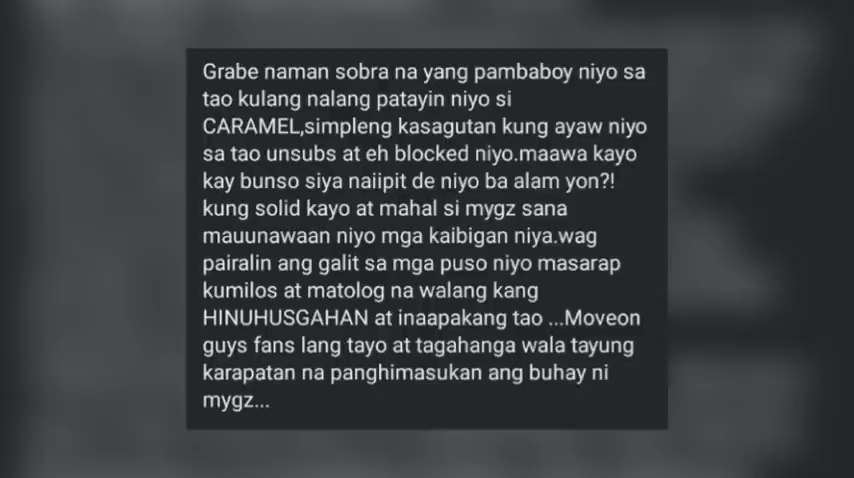 Grabe naman sobra na yang pambaboy niyo sa
tao kulang nalang patayin niyo si
CARAMEL,simpleng kasagutan kung ayaw niyo
sa tao unsubs at eh blocked niyo.maawa kayo
kay bunso siya naiipit de niyo ba alam yon?!
kung solid kayo at mahal si mygz sana
mauunawaan niyo mga kaibigan niya.wag
pairalin ang galit sa mga puso niyo masarap
kumilos at matolog na walang kang
HINUHUSGAHAN at inaapakang tao ...Moveon
guys fans lang tayo at tagahanga wala tayung
karapatan na panghimasukan ang buhay ni
mygz...